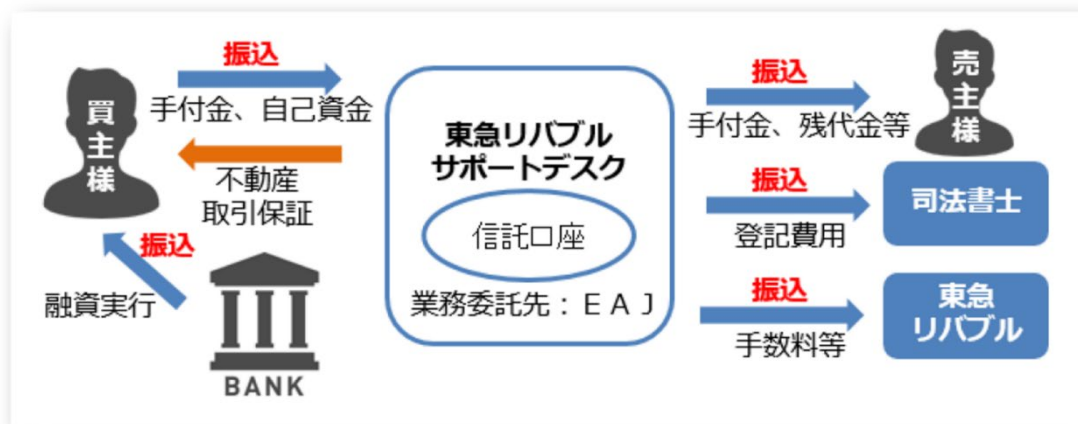 振込
手付金、自己資金
買主様
不動産
取引保証
振込
融資実行
BANK
東急リバブル
サポートデスク
信託口座
業務委託先：ＥＡＪ
振込
手付金、残代金等
売主様
振込
登記費用
司法書士
振込
手数料等
東急
リバブル